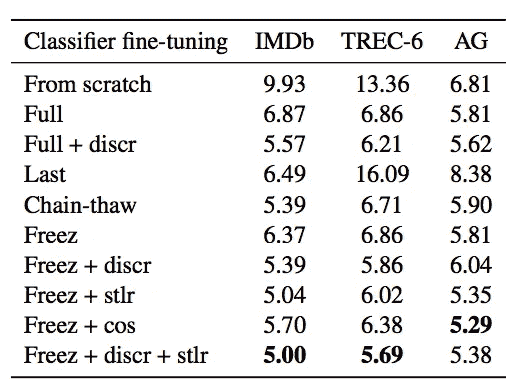 Classifier fine-tuning IMDb TREC-6 AG
From scratch 9.93 13.36 6.81
Full 6.87 6.86 5.81
Full + discr 5.57 6.21 5.62
Last 6.49 16.09 8.38
Chain-thaw 5.39 6.71 5.90
Freez 6.37 6.86 5.81
Freez + discr 5.39 5.86 6.04
Freez + stlr 5.04 6.02 5.35
Freez + cos 5.70 6.38 5.29
Freez + discr + stlr 5.00 5.69 5.38